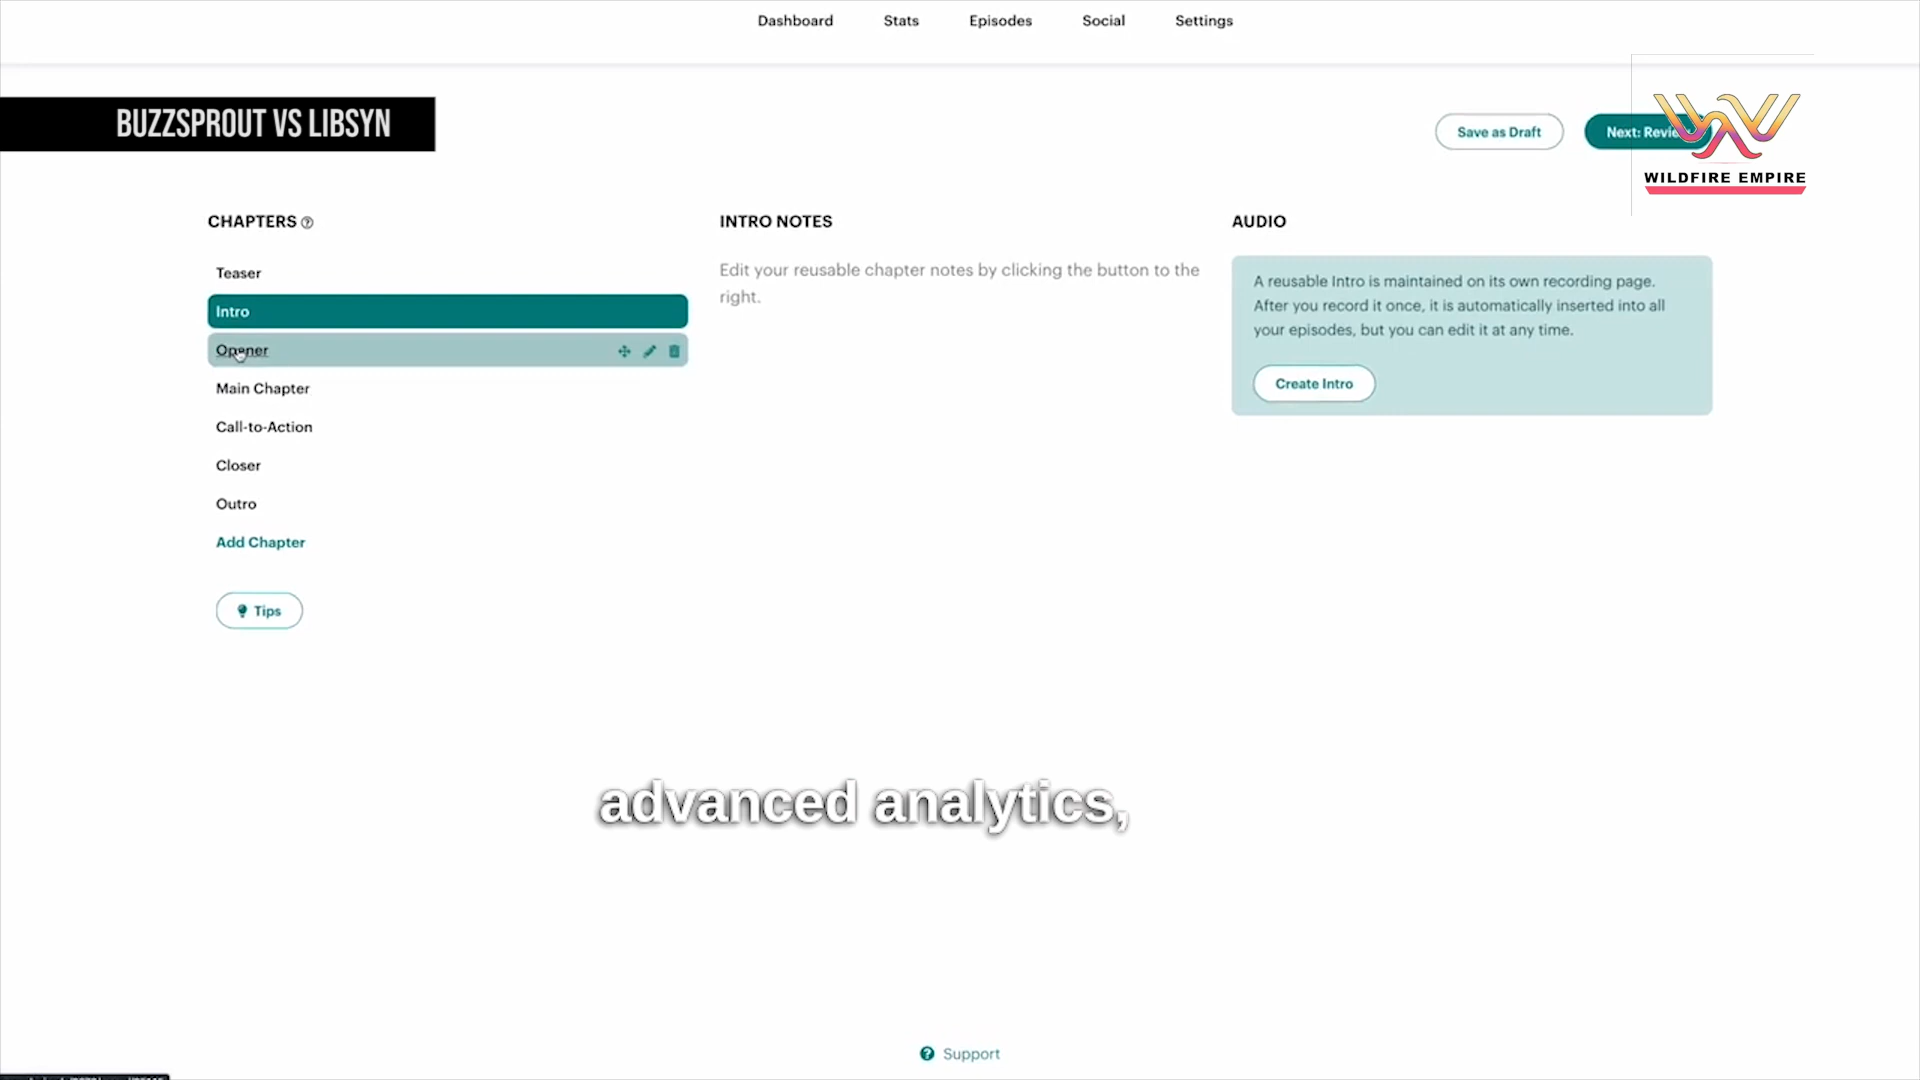 Dashboard Stats Episodes Social Settings
BUZZSPROUT VS LIBSYN
Save as Draft
Next: Review
WILDFIRE EMPIRE
CHAPTERS
Teaser
Intro
Opener
Main Chapter
Call-to-Action
Closer
Outro
Add Chapter
Tips
INTRO NOTES
Edit your reusable chapter notes by clicking the button to the
right.
AUDIO
A reusable Intro is maintained on its own recording page.
After you record it once, it is automatically inserted into all
your episodes, but you can edit it at any time.
Create Intro
advanced analytics,
Support